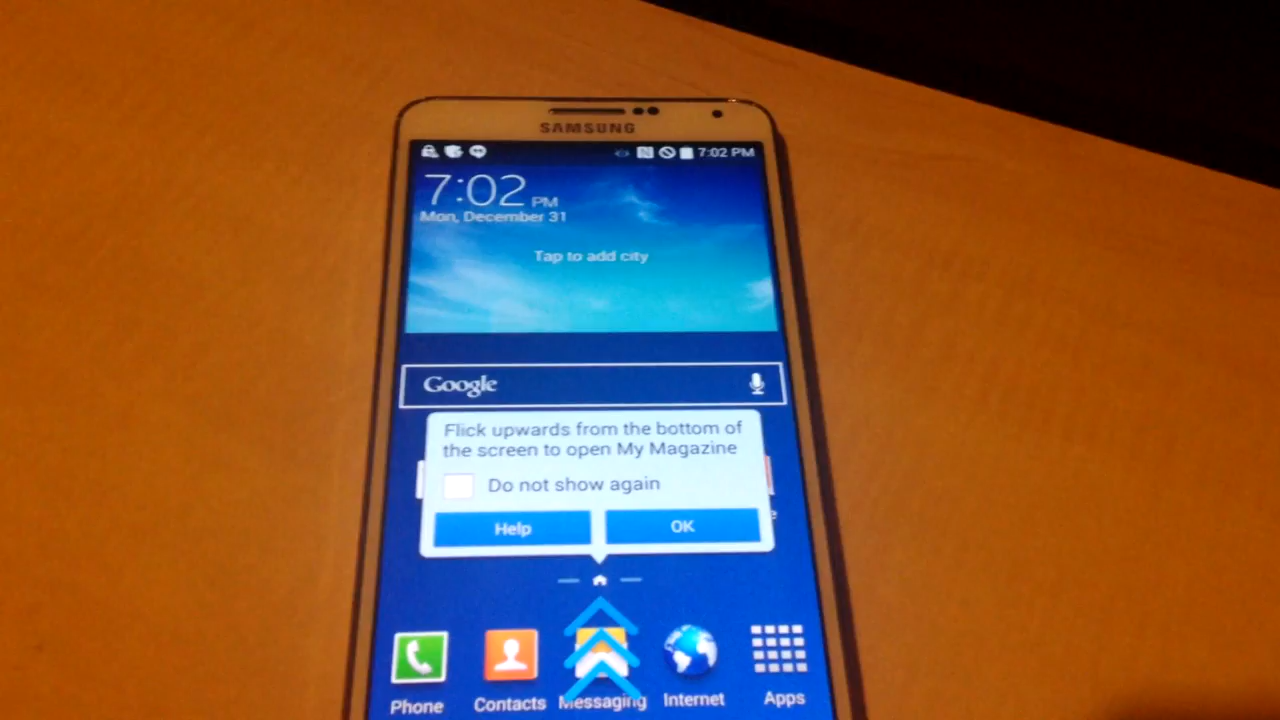 SAMSUNG
7:02 PM
7:02 PM
Mon, December 31
Tap to add city
Google
Flick upwards from the bottom of
the screen to open My Magazine
Do not show again
Help OK
Phone Contacts Messaging Internet Apps